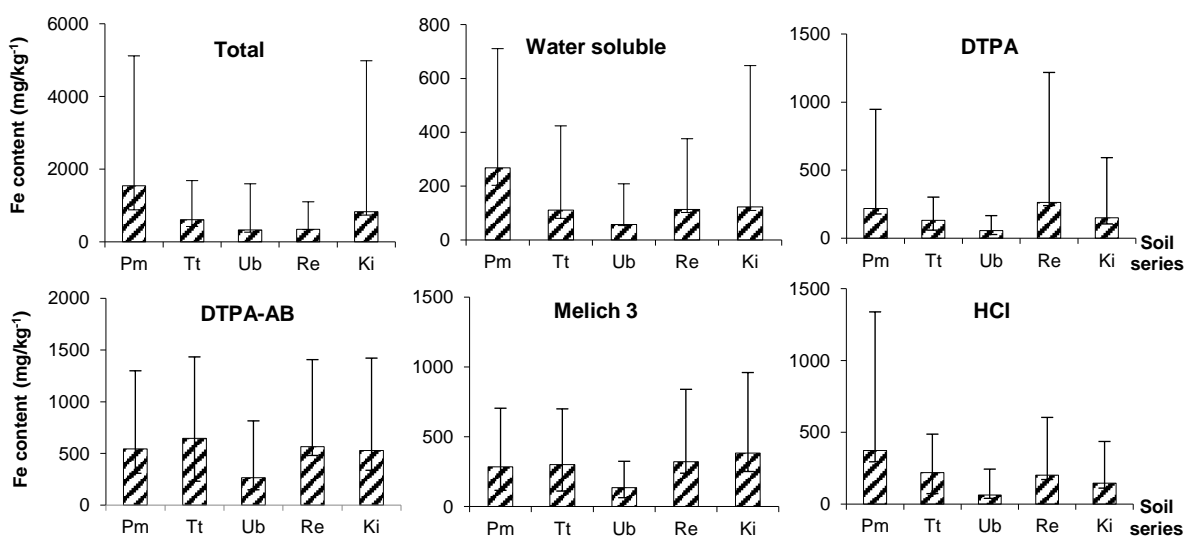 Total
Water soluble
DTPA
Fe content (mg/kg⁻¹)
6000
4000
2000
0
Pm Tt Ub Re Ki
800
600
400
200
0
Pm Tt Ub Re Ki
1500
1000
500
0
Pm Tt Ub Re Ki
Soil
series
DTPA-AB
Melich 3
HCl
Fe content (mg/kg⁻¹)
2000
1500
1000
500
0
Pm Tt Ub Re Ki
1500
1000
500
0
Pm Tt Ub Re Ki
1500
1000
500
0
Pm Tt Ub Re Ki
Soil
series